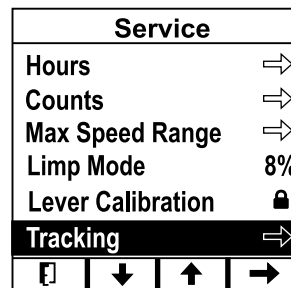 Service
Hours
Counts
Max Speed Range
Limp Mode 8%
Lever Calibration
Tracking